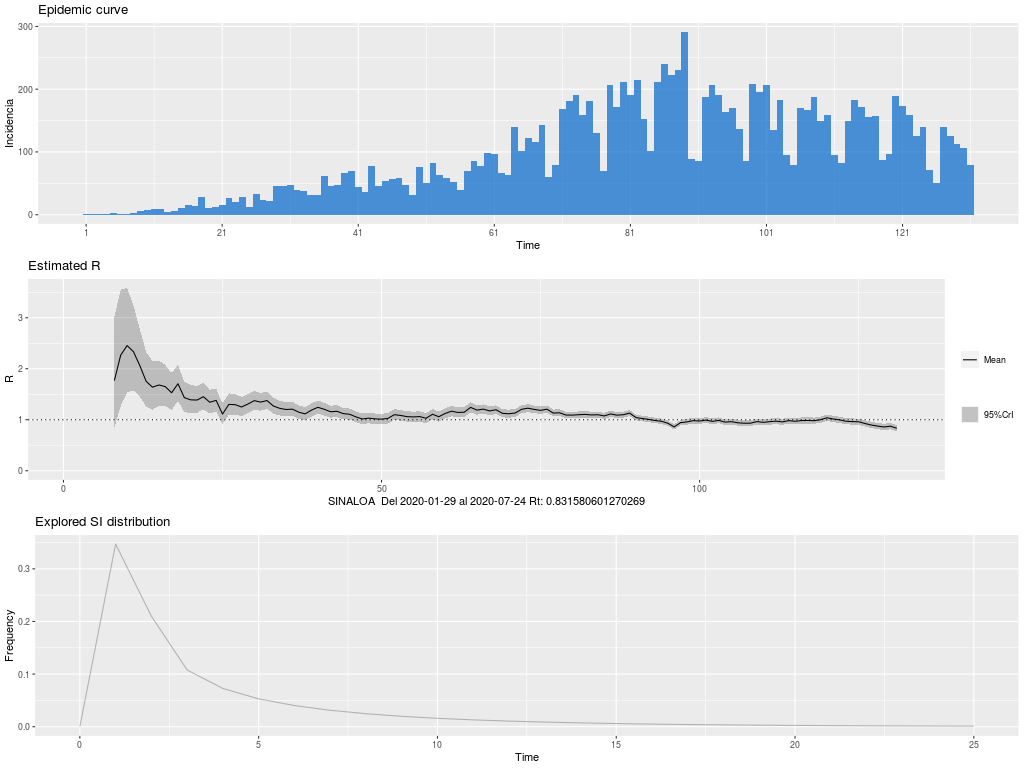 Epidemic curve
300
200
100
0
Incidencia
1 21 41 61 81 101 121
Time
Estimated R
3
2
1
0
R
0 50 100
SINALOA Del 2020-01-29 al 2020-07-24 Rt: 0.831580601270269
Mean
95%CrI
Explored SI distribution
0.3
0.2
0.1
0.0
Frequency
0 5 10 15 20 25
Time